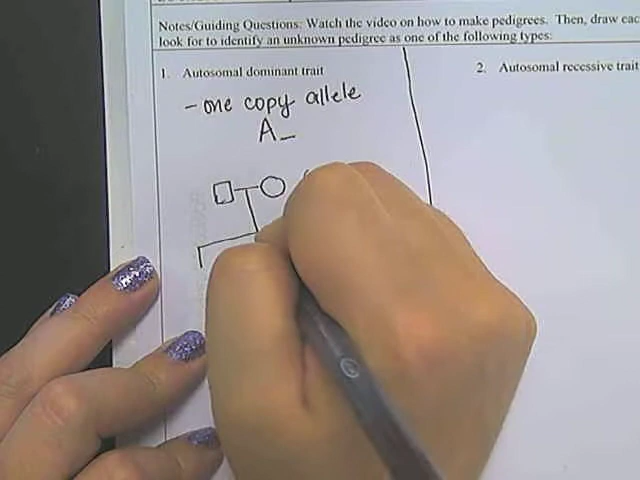 Notes/Guiding Questions: Watch the video on how to make pedigrees. Then, draw eac
look for to identify an unknown pedigree as one of the following types:
1. Autosomal dominant trait
2. Autosomal recessive trait
- one copy allele
A_